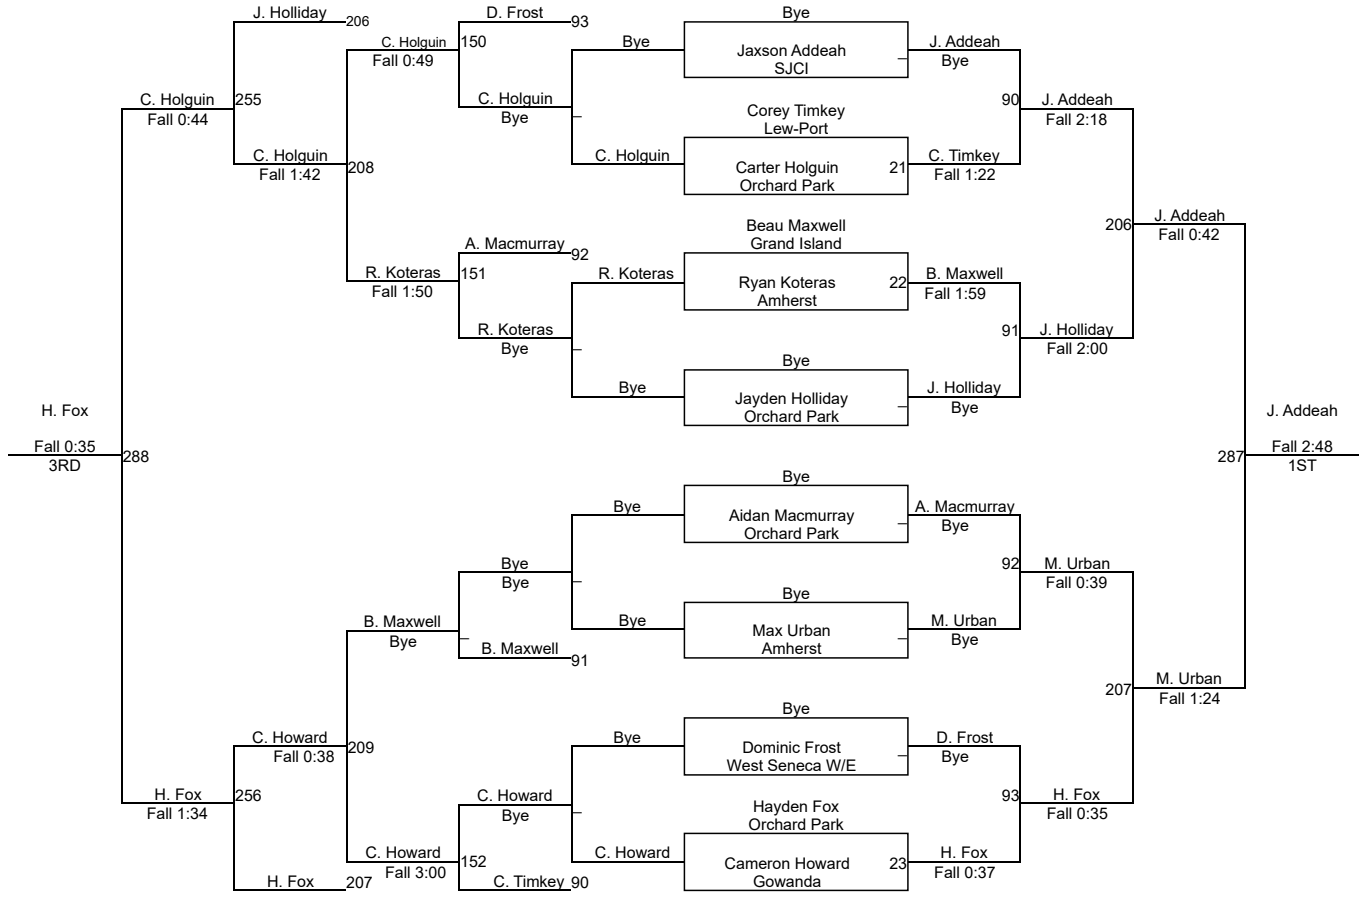 J. Holliday 206
D. Frost 93
Bye
C. Holguin 150
Fall 0:49
Bye
Jaxson Addeah
SJCI
J. Addeah
Bye
C. Holguin 255
Fall 0:44
C. Holguin
Bye
Corey Timkey
Lew-Port
90
J. Addeah
Fall 2:18
C. Holguin 208
Fall 1:42
C. Holguin
Carter Holguin 21
Orchard Park
C. Timkey
Fall 1:22
Beau Maxwell
Grand Island
206
J. Addeah
Fall 0:42
A. Macmurray 92
R. Koteras 151
Fall 1:50
R. Koteras
Ryan Koteras 22
Amherst
B. Maxwell
Fall 1:59
R. Koteras
Bye
91
J. Holliday
Fall 2:00
Bye
Bye
Jayden Holliday
Orchard Park
J. Holliday
Bye
H. Fox
Fall 0:35
3RD
288
J. Addeah
287
Fall 2:48
1ST
Bye
Bye
Aidan Macmurray
Orchard Park
A. Macmurray
Bye
Bye
Bye
92
M. Urban
Fall 0:39
Bye
B. Maxwell
Bye
Bye
Max Urban
Amherst
M. Urban
Bye
B. Maxwell 91
207
M. Urban
Fall 1:24
Bye
C. Howard 209
Fall 0:38
Bye
Dominic Frost
West Seneca W/E
D. Frost
Bye
H. Fox 256
Fall 1:34
C. Howard
Bye
Hayden Fox
Orchard Park
93
H. Fox
Fall 0:35
C. Howard 152
Fall 3:00
C. Howard
Cameron Howard 23
Gowanda
H. Fox
Fall 0:37
H. Fox 207
C. Timkey 90